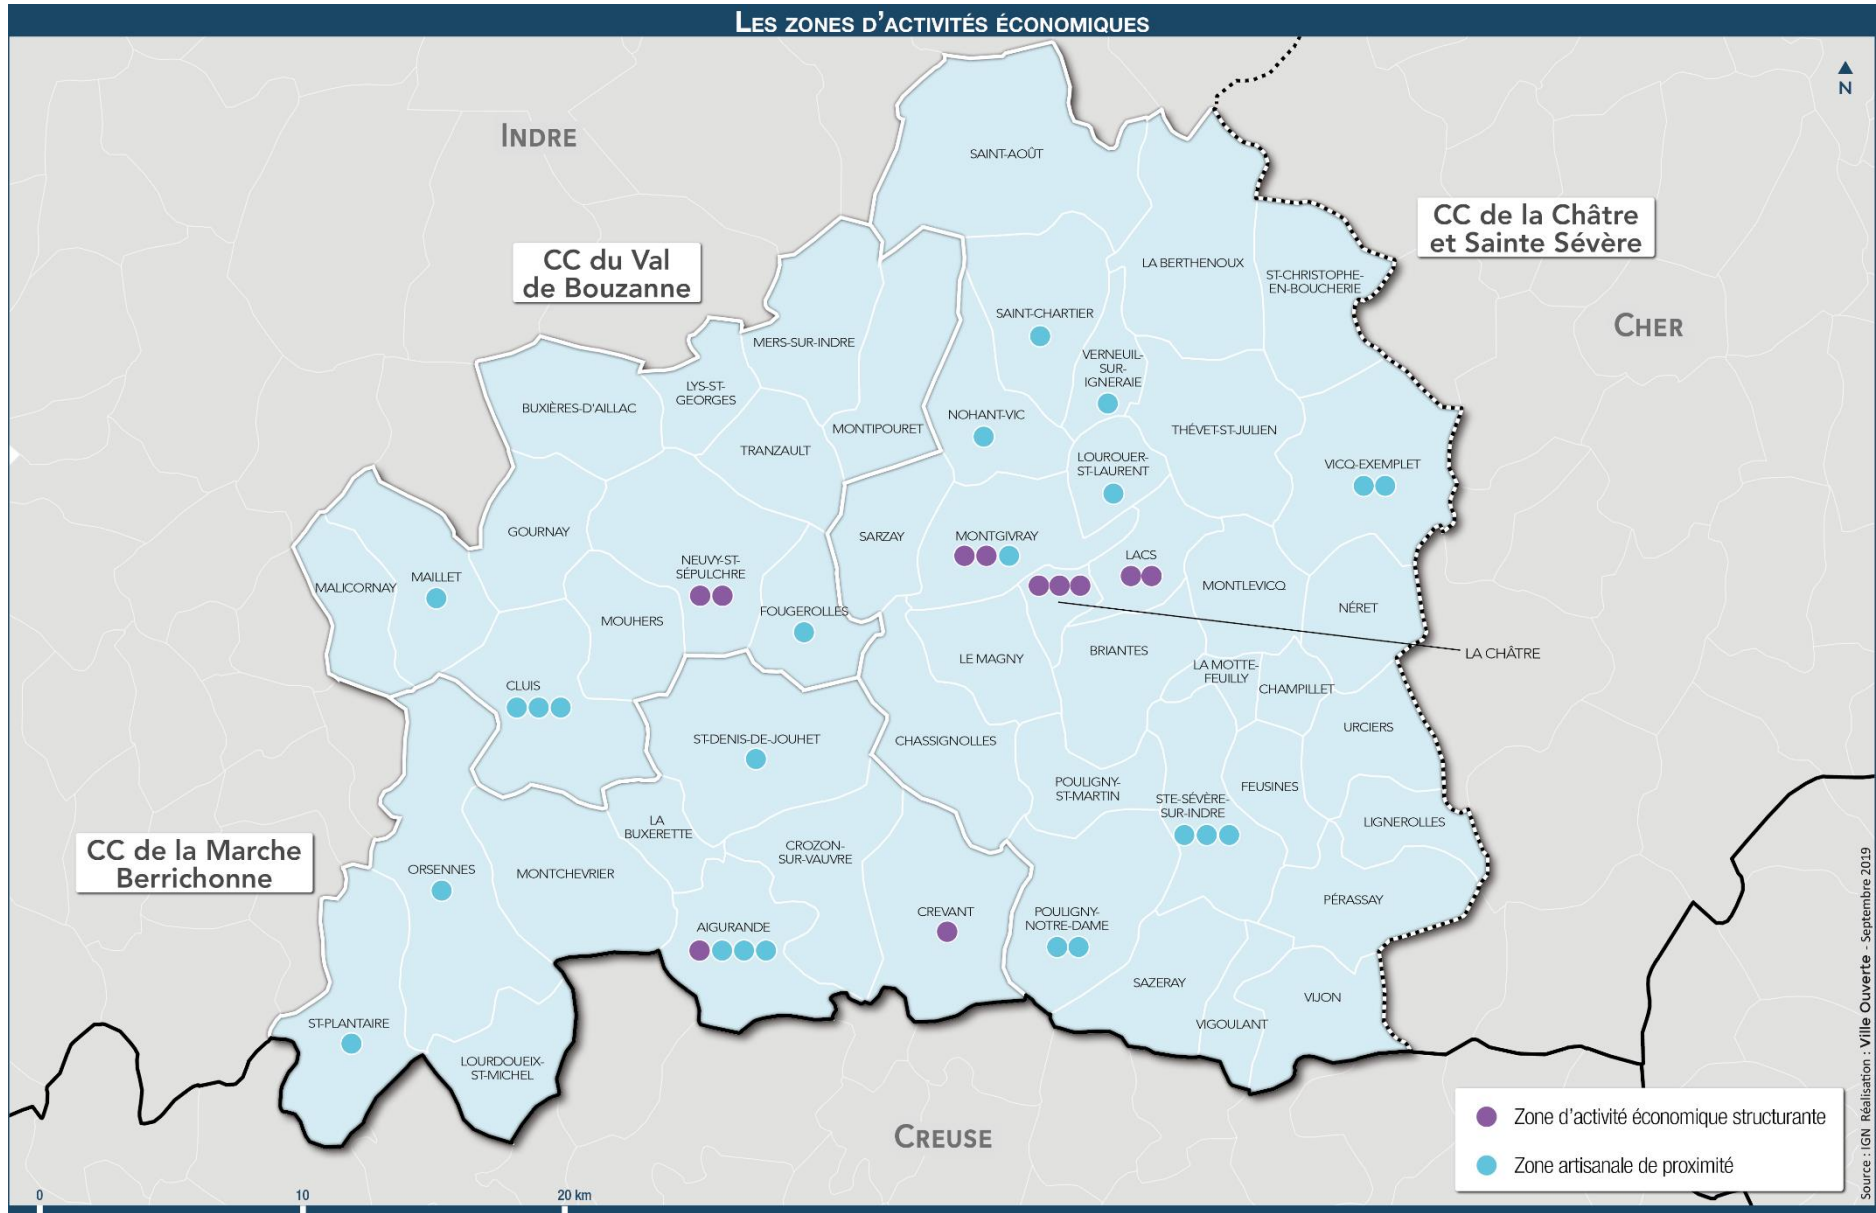 LES ZONES D'ACTIVITÉS ÉCONOMIQUES
N
INDRE
SAINT-AOÛT
CC de la Châtre
et Sainte Sévère
CC du Val
de Bouzanne
LA BERTHENOUX
ST-CHRISTOPHE-
EN-BOUCHERIE
CHER
SAINT-CHARTIER
MERS-SUR-INDRE
VERNEUIL-
SUR-
IGNERAIE
LYS-ST-
GEORGES
BUXIÈRES-D'AILLAC
NOHANT-VIC
MONTIPOURET
THÉVET-ST-JULIEN
TRANZAULT
LOUROUER-
ST-LAURENT
VICQ-EXEMPLET
GOURNAY
SARZAY
MONTGIVRAY
LACS
NEUVY-ST-
SÉPULCHRE
MAILLET
MALICORNAY
MONTLEVICQ
NÉRET
FOUGEROLLES
MOUHERS
LA CHÂTRE
BRIANTES
LE MAGNY
LA MOTTE-
FEUILLY
CHAMPILLET
CLUIS
URCIERS
ST-DENIS-DE-JOUHET
CHASSIGNOLLES
POULIGNY-
ST-MARTIN
FEUSINES
STE-SÉVÈRE-
SUR-INDRE
LIGNEROLLES
LA
BUXERETTE
CC de la Marche
Berrichonne
CROZON-
SUR-VAUVRE
ORSENNES
MONTCHEVRIER
PÉRASSAY
CREVANT
POULIGNY-
NOTRE-DAME
AIGURANDE
SAZERAY
VIJON
ST-PLANTAIRE
VIGOULANT
LOURDOUEIX-
ST-MICHEL
CREUSE
Zone d'activité économique structurante
Zone artisanale de proximité
0 10 20 km
Source : IGN Réalisation : Ville Ouverte - Septembre 2019